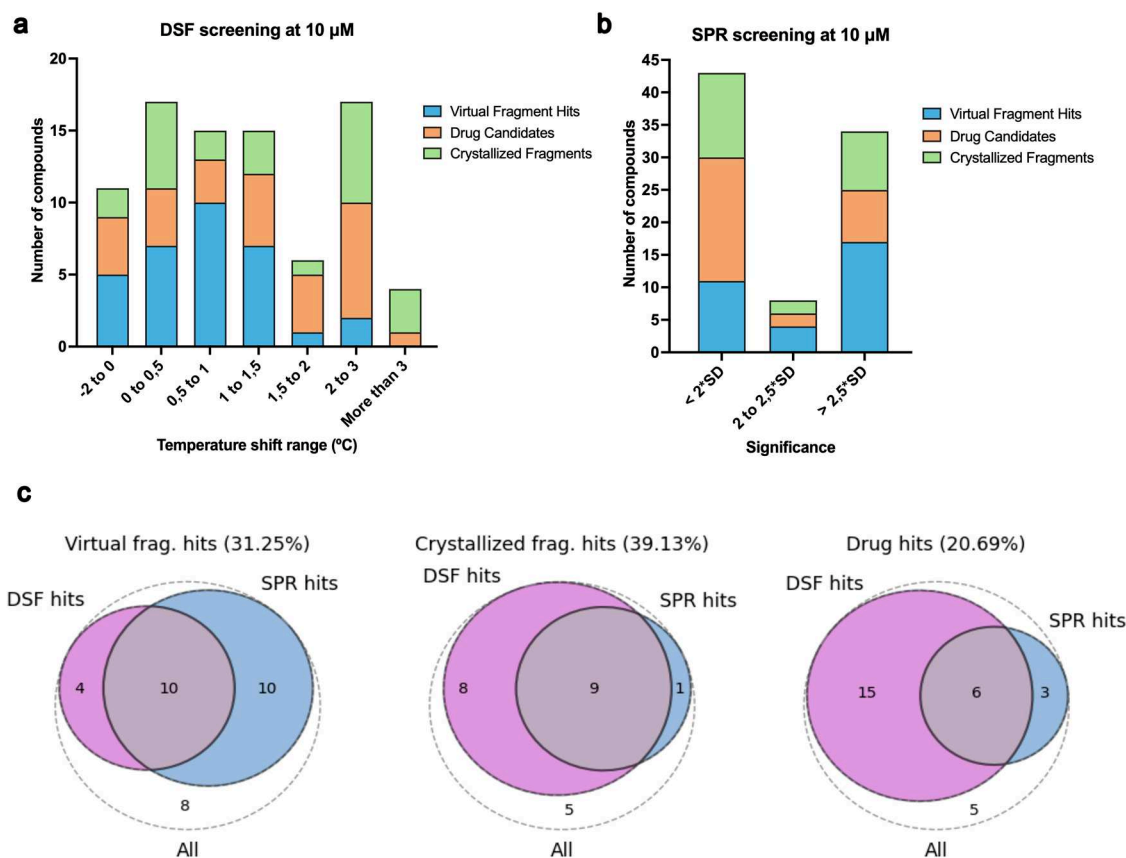 a
DSF screening at 10 µM
Number of compounds
20
15
10
5
0
-2 to 0
0 to 0,5
0,5 to 1
1 to 1,5
1,5 to 2
2 to 3
More than 3
Temperature shift range (ºC)
Virtual Fragment Hits
Drug Candidates
Crystallized Fragments
b
SPR screening at 10 µM
Number of compounds
45
40
35
30
25
20
15
10
5
0
< 2*SD
2 to 2,5*SD
> 2,5*SD
Significance
Virtual Fragment Hits
Drug Candidates
Crystallized Fragments
c
Virtual frag. hits (31.25%)
DSF hits
SPR hits
4
10
10
8
All
Crystallized frag. hits (39.13%)
DSF hits
SPR hits
8
9
1
5
All
Drug hits (20.69%)
DSF hits
SPR hits
15
6
3
5
All